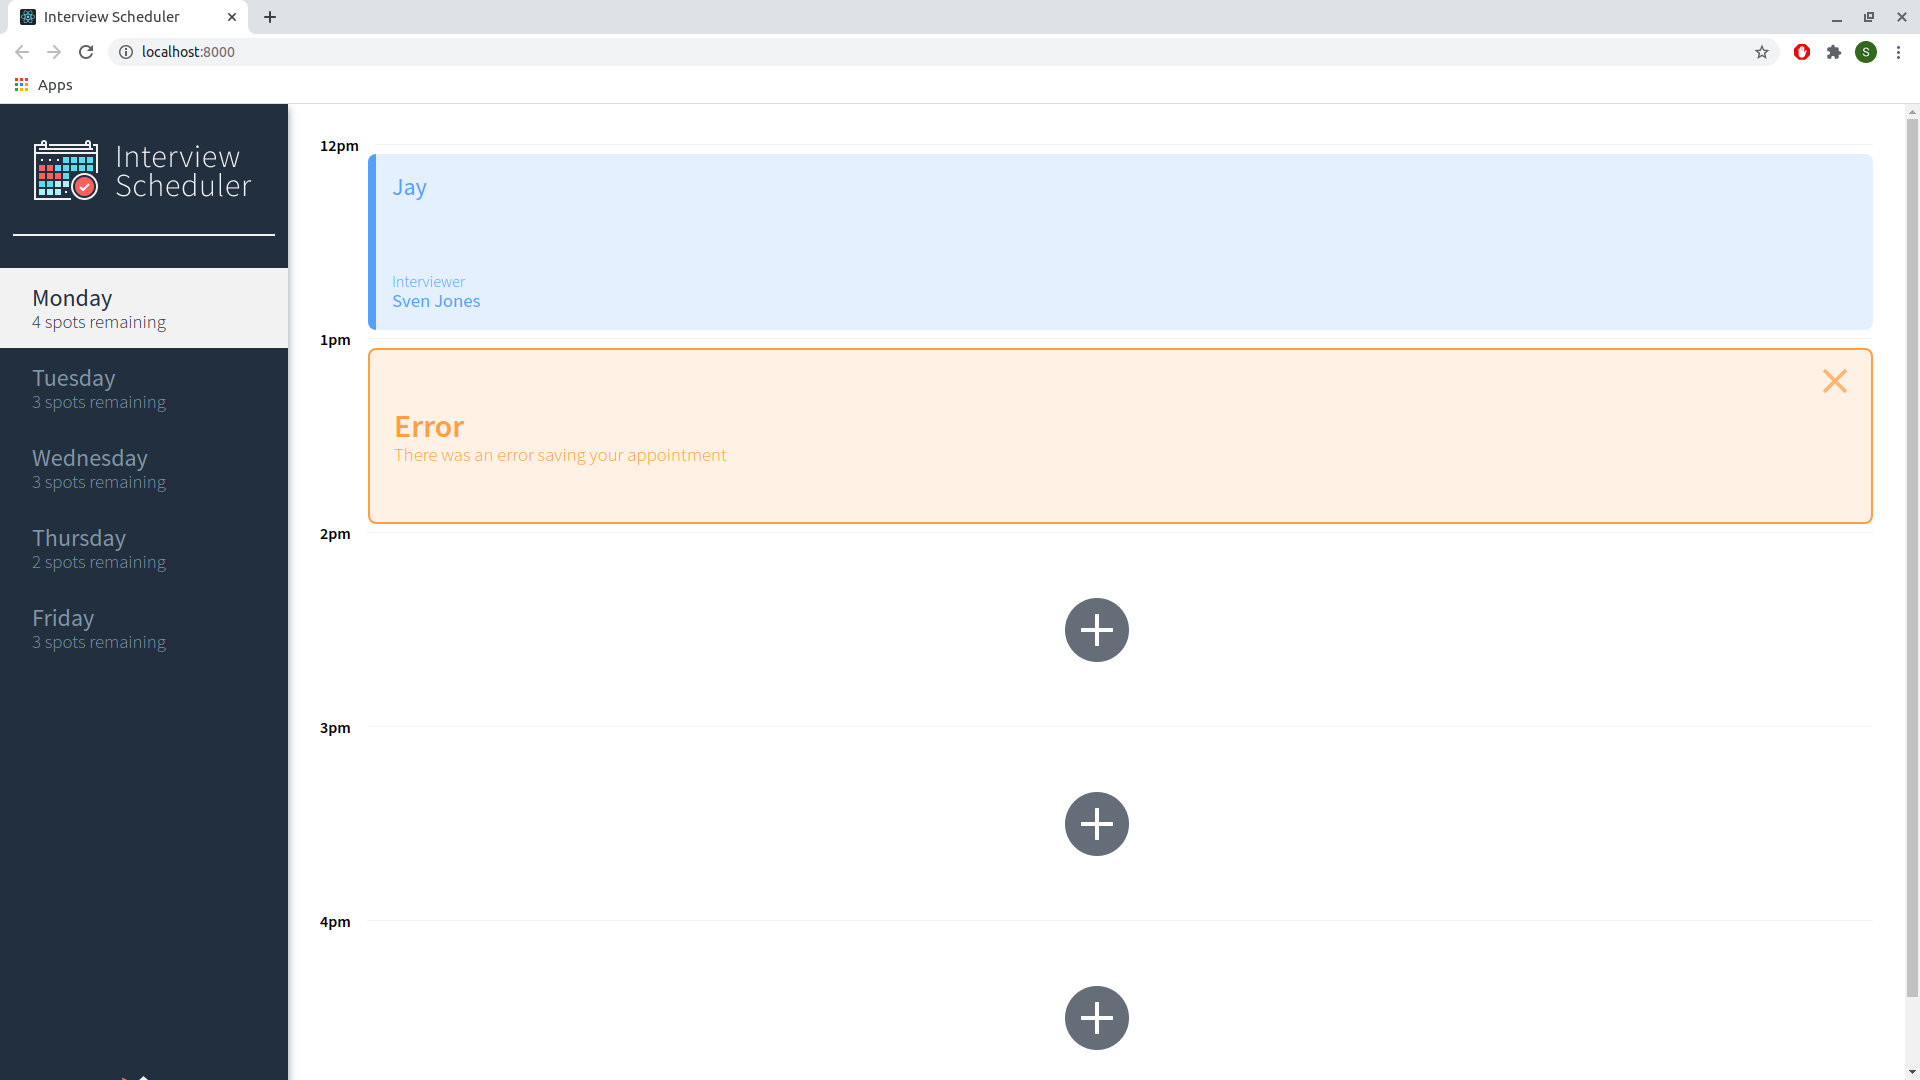 Interview Scheduler
localhost:8000
S
Apps
Interview
Scheduler
Monday
4 spots remaining
Tuesday
3 spots remaining
Wednesday
3 spots remaining
Thursday
2 spots remaining
Friday
3 spots remaining
12pm
Jay
Interviewer
Sven Jones
1pm
Error
There was an error saving your appointment
2pm
3pm
4pm